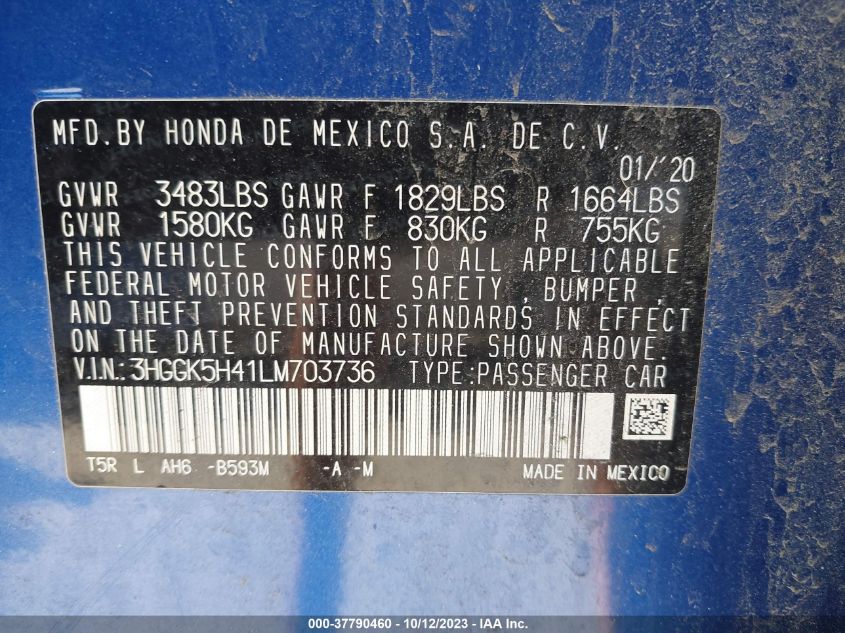 MFD.BY HONDA DE MEXICO S.A. DE C.V.
01/'20
GVWR 3483LBS GAWR F 1829LBS R 1664LBS
GVWR 1580KG GAWR F 830KG R 755KG
THIS VEHICLE CONFORMS TO ALL APPLICABLE
FEDERAL MOTOR VEHICLE SAFETY , BUMPER ,
AND THEFT PREVENTION STANDARDS IN EFFECT
ON THE DATE OF MANUFACTURE SHOWN ABOVE.
V.I.N.: 3HGGK5H41LM703736 TYPE:PASSENGER CAR
T5R L AH6 -B593M -A -M MADE IN MEXICO
000-37790460 - 10/12/2023 - IAA Inc.